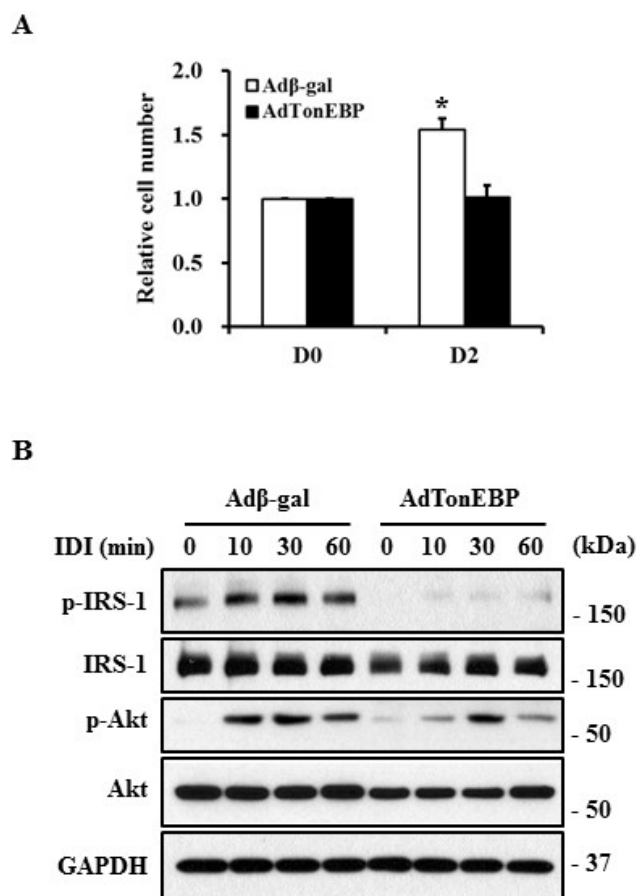 A
Relative cell number
2.0
1.5
1.0
0.5
0.0
Adβ-gal
AdTonEBP
*
D0 D2
B
Adβ-gal AdTonEBP
IDI (min) 0 10 30 60 0 10 30 60 (kDa)
p-IRS-1 - 150
IRS-1 - 150
p-Akt - 50
Akt - 50
GAPDH - 37